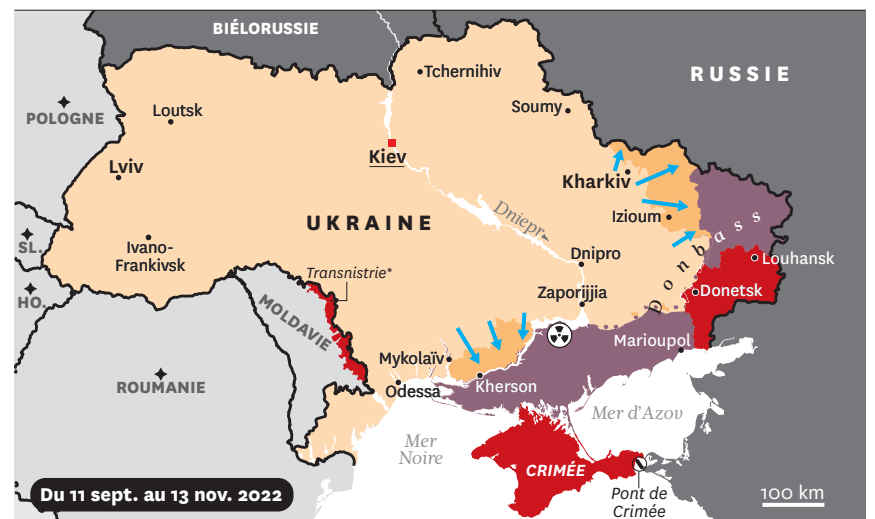 BIÉLORUSSIE
Tchernihiv
RUSSIE
Soumy
POLOGNE
Loutsk
Kiev
Lviv
Kharkiv
UKRAINE
Dniepr
Izioum
Donbass
SL.
Ivano-
Frankivsk
Dnipro
Louhansk
Transnistrie*
HO.
Zaporijjia
Donetsk
MOLDAVIE
Marioupol
Mykolaïv
ROUMANIE
Odessa
Kherson
Mer d'Azov
Mer
Noire
CRIMÉE
Du 11 sept. au 13 nov. 2022
Pont de
Crimée
100 km